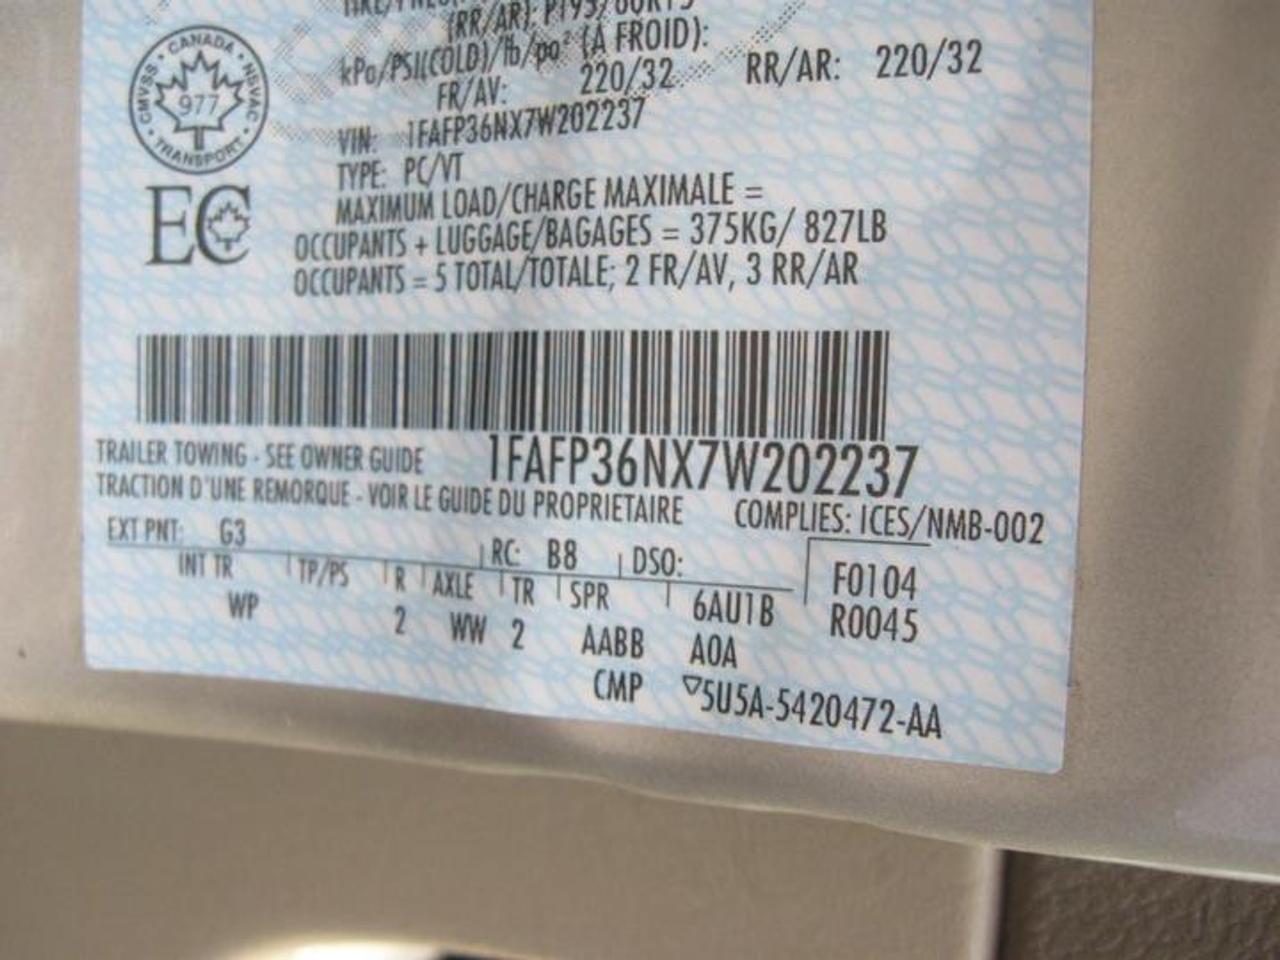 (RR/AR): P195/60R15
kPa/PSI(COLD)/lb/po² (À FROID):
FR/AV: 220/32 RR/AR: 220/32
VIN: 1FAFP36NX7W202237
TYPE: PC/VT
MAXIMUM LOAD/CHARGE MAXIMALE =
OCCUPANTS + LUGGAGE/BAGAGES = 375KG/ 827LB
OCCUPANTS = 5 TOTAL/TOTALE; 2 FR/AV, 3 RR/AR
CANADA
CMVSS • NSVAC
977
TRANSPORT
EC
1FAFP36NX7W202237
TRAILER TOWING - SEE OWNER GUIDE
TRACTION D'UNE REMORQUE - VOIR LE GUIDE DU PROPRIETAIRE
COMPLIES: ICES/NMB-002
EXT PNT: G3 RC: B8 DSO:
F0104
R0045
INT TR TP/PS R AXLE TR SPR 6AU1B
WP 2 WW 2 AABB A0A
CMP ▽5U5A-5420472-AA